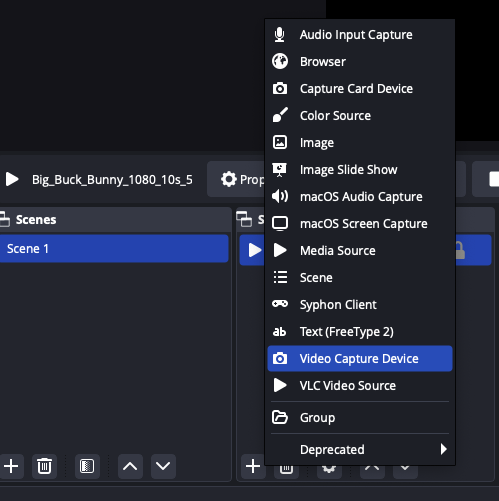 Audio Input Capture
Browser
Capture Card Device
Color Source
Image
Image Slide Show
macOS Audio Capture
macOS Screen Capture
Media Source
Scene
Syphon Client
Text (FreeType 2)
Video Capture Device
VLC Video Source
Group
Deprecated
Big_Buck_Bunny_1080_10s_5
Prop
Scenes
S
Scene 1